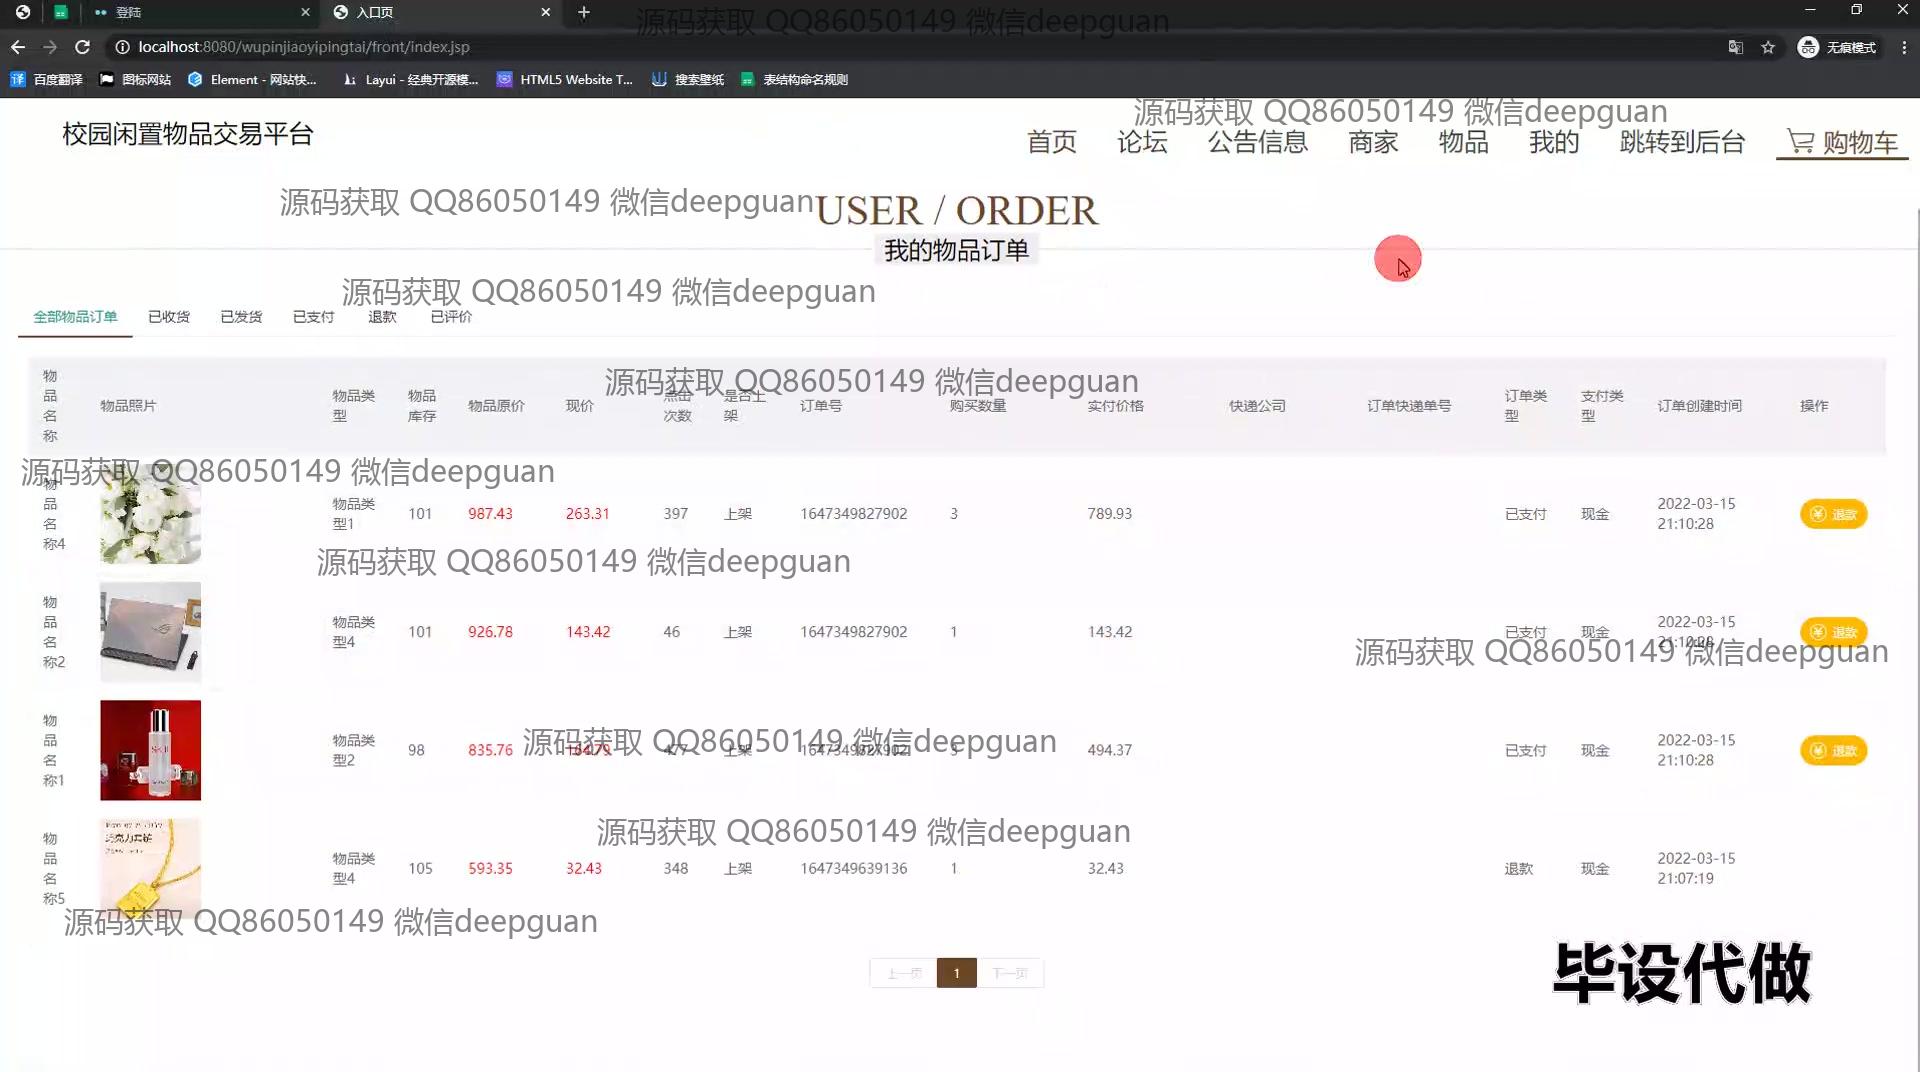 登陆
入口页
源码获取 QQ86050149 微信deepguan
localhost:8080/wupinjiaoyipingtai/front/index.jsp
无痕模式
百度翻译
图标网站
Element - 网站快...
Layui - 经典开源模...
HTML5 Website T...
搜索壁纸
表结构命名规则
源码获取 QQ86050149 微信deepguan
校园闲置物品交易平台
首页 论坛 公告信息 商家 物品 我的 跳转到后台 购物车
源码获取 QQ86050149 微信deepguan
USER / ORDER
我的物品订单
源码获取 QQ86050149 微信deepguan
全部物品订单 已收货 已发货 已支付 退款 已评价
源码获取 QQ86050149 微信deepguan
物品名称 物品照片 物品类型 物品库存 物品原价 现价 点击次数 是否上架 订单号 购买数量 实付价格 快递公司 订单快递单号 订单类型 支付类型 订单创建时间 操作
源码获取 QQ86050149 微信deepguan
物品名称4 物品类型1 101 987.43 263.31 397 上架 1647349827902 3 789.93 已支付 现金 2022-03-15 21:10:28 退款
源码获取 QQ86050149 微信deepguan
物品名称2 物品类型4 101 926.78 143.42 46 上架 1647349827902 1 143.42 已支付 现金 2022-03-15 21:10:28 退款
源码获取 QQ86050149 微信deepguan
物品名称1 物品类型2 98 835.76 164.79 477 上架 1647349827902 3 494.37 已支付 现金 2022-03-15 21:10:28 退款
源码获取 QQ86050149 微信deepguan
源码获取 QQ86050149 微信deepguan
物品名称5 物品类型4 105 593.35 32.43 348 上架 1647349639136 1 32.43 退款 现金 2022-03-15 21:07:19
源码获取 QQ86050149 微信deepguan
上一页 1 下一页
毕设代做